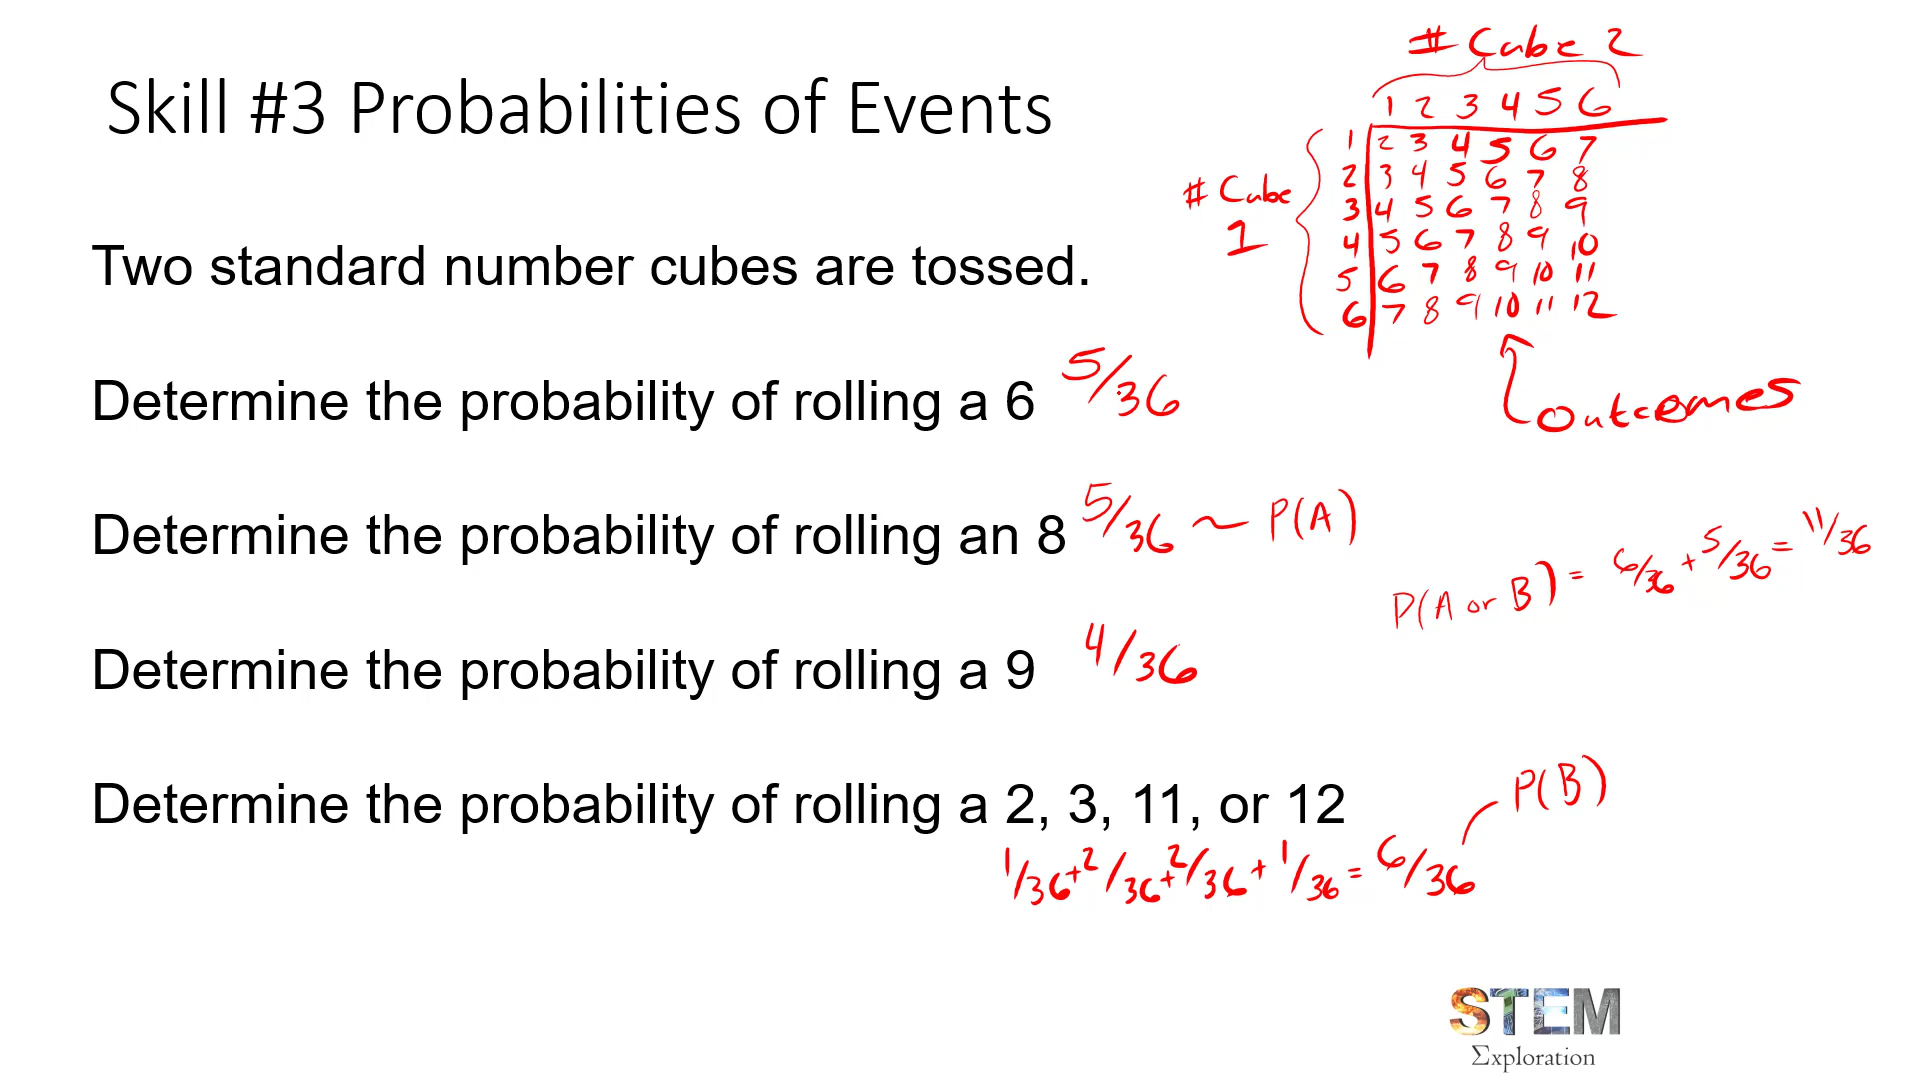 Skill #3 Probabilities of Events
# Cube 2
1 2 3 4 5 6
# Cube 1
1 2 3 4 5 6 7
2 3 4 5 6 7 8
3 4 5 6 7 8 9
4 5 6 7 8 9 10
5 6 7 8 9 10 11
6 7 8 9 10 11 12
outcomes
Two standard number cubes are tossed.
Determine the probability of rolling a 6 5/36
Determine the probability of rolling an 8 5/36 ~ P(A)
P(A or B) = 6/36 + 5/36 = 11/36
Determine the probability of rolling a 9 4/36
Determine the probability of rolling a 2, 3, 11, or 12
P(B)
1/36 + 2/36 + 2/36 + 1/36 = 6/36
STEM
Σxploration